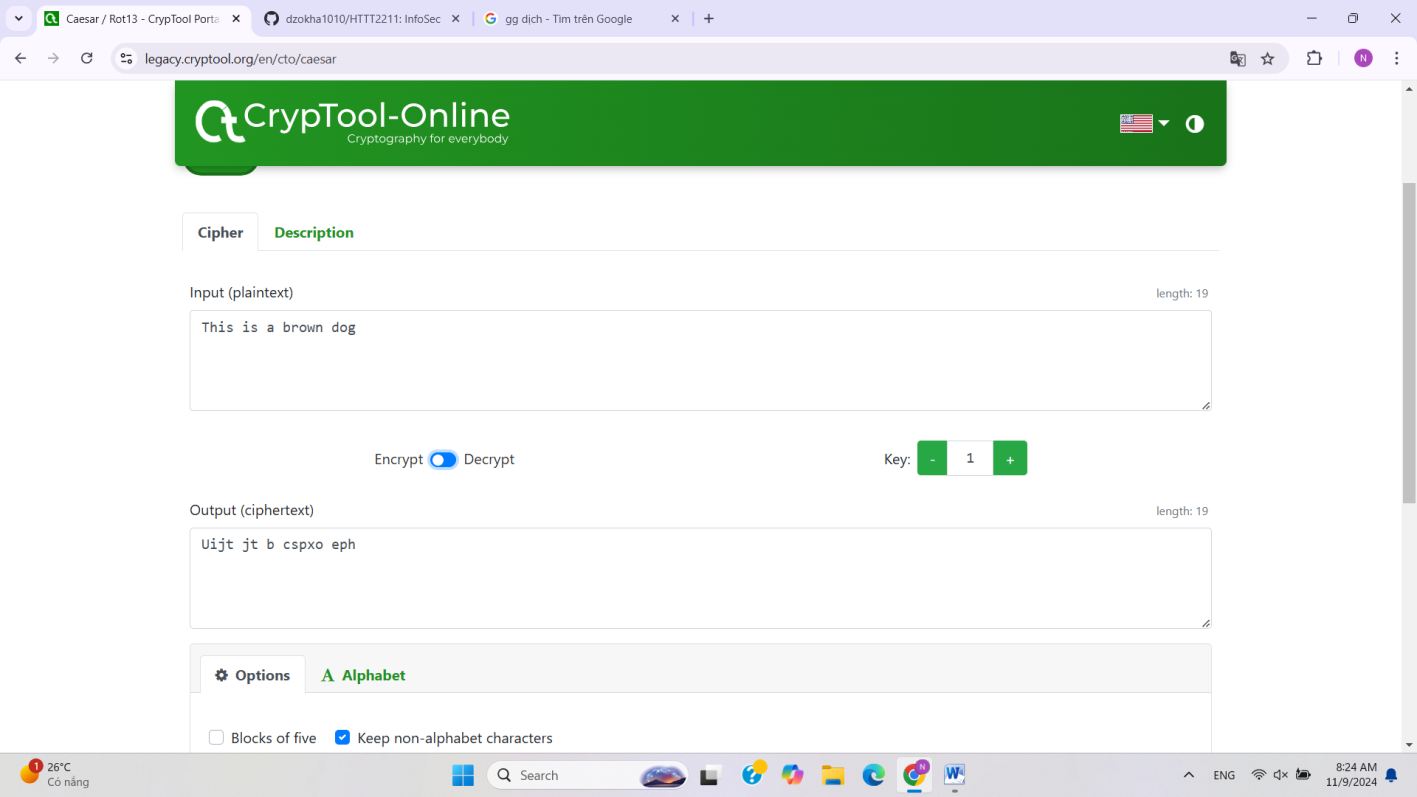 Caesar / Rot13 - CrypTool Porta
dzokha1010/HTTT2211: InfoSec
gg dịch - Tìm trên Google
legacy.cryptool.org/en/cto/caesar
N
CrypTool-Online
Cryptography for everybody
Cipher Description
Input (plaintext) length: 19
This is a brown dog
Encrypt Decrypt Key: - 1 +
Output (ciphertext) length: 19
Uijt jt b cspxo eph
Options A Alphabet
Blocks of five Keep non-alphabet characters
1 26°C
Có nắng
Search
N
W
ENG
8:24 AM
11/9/2024